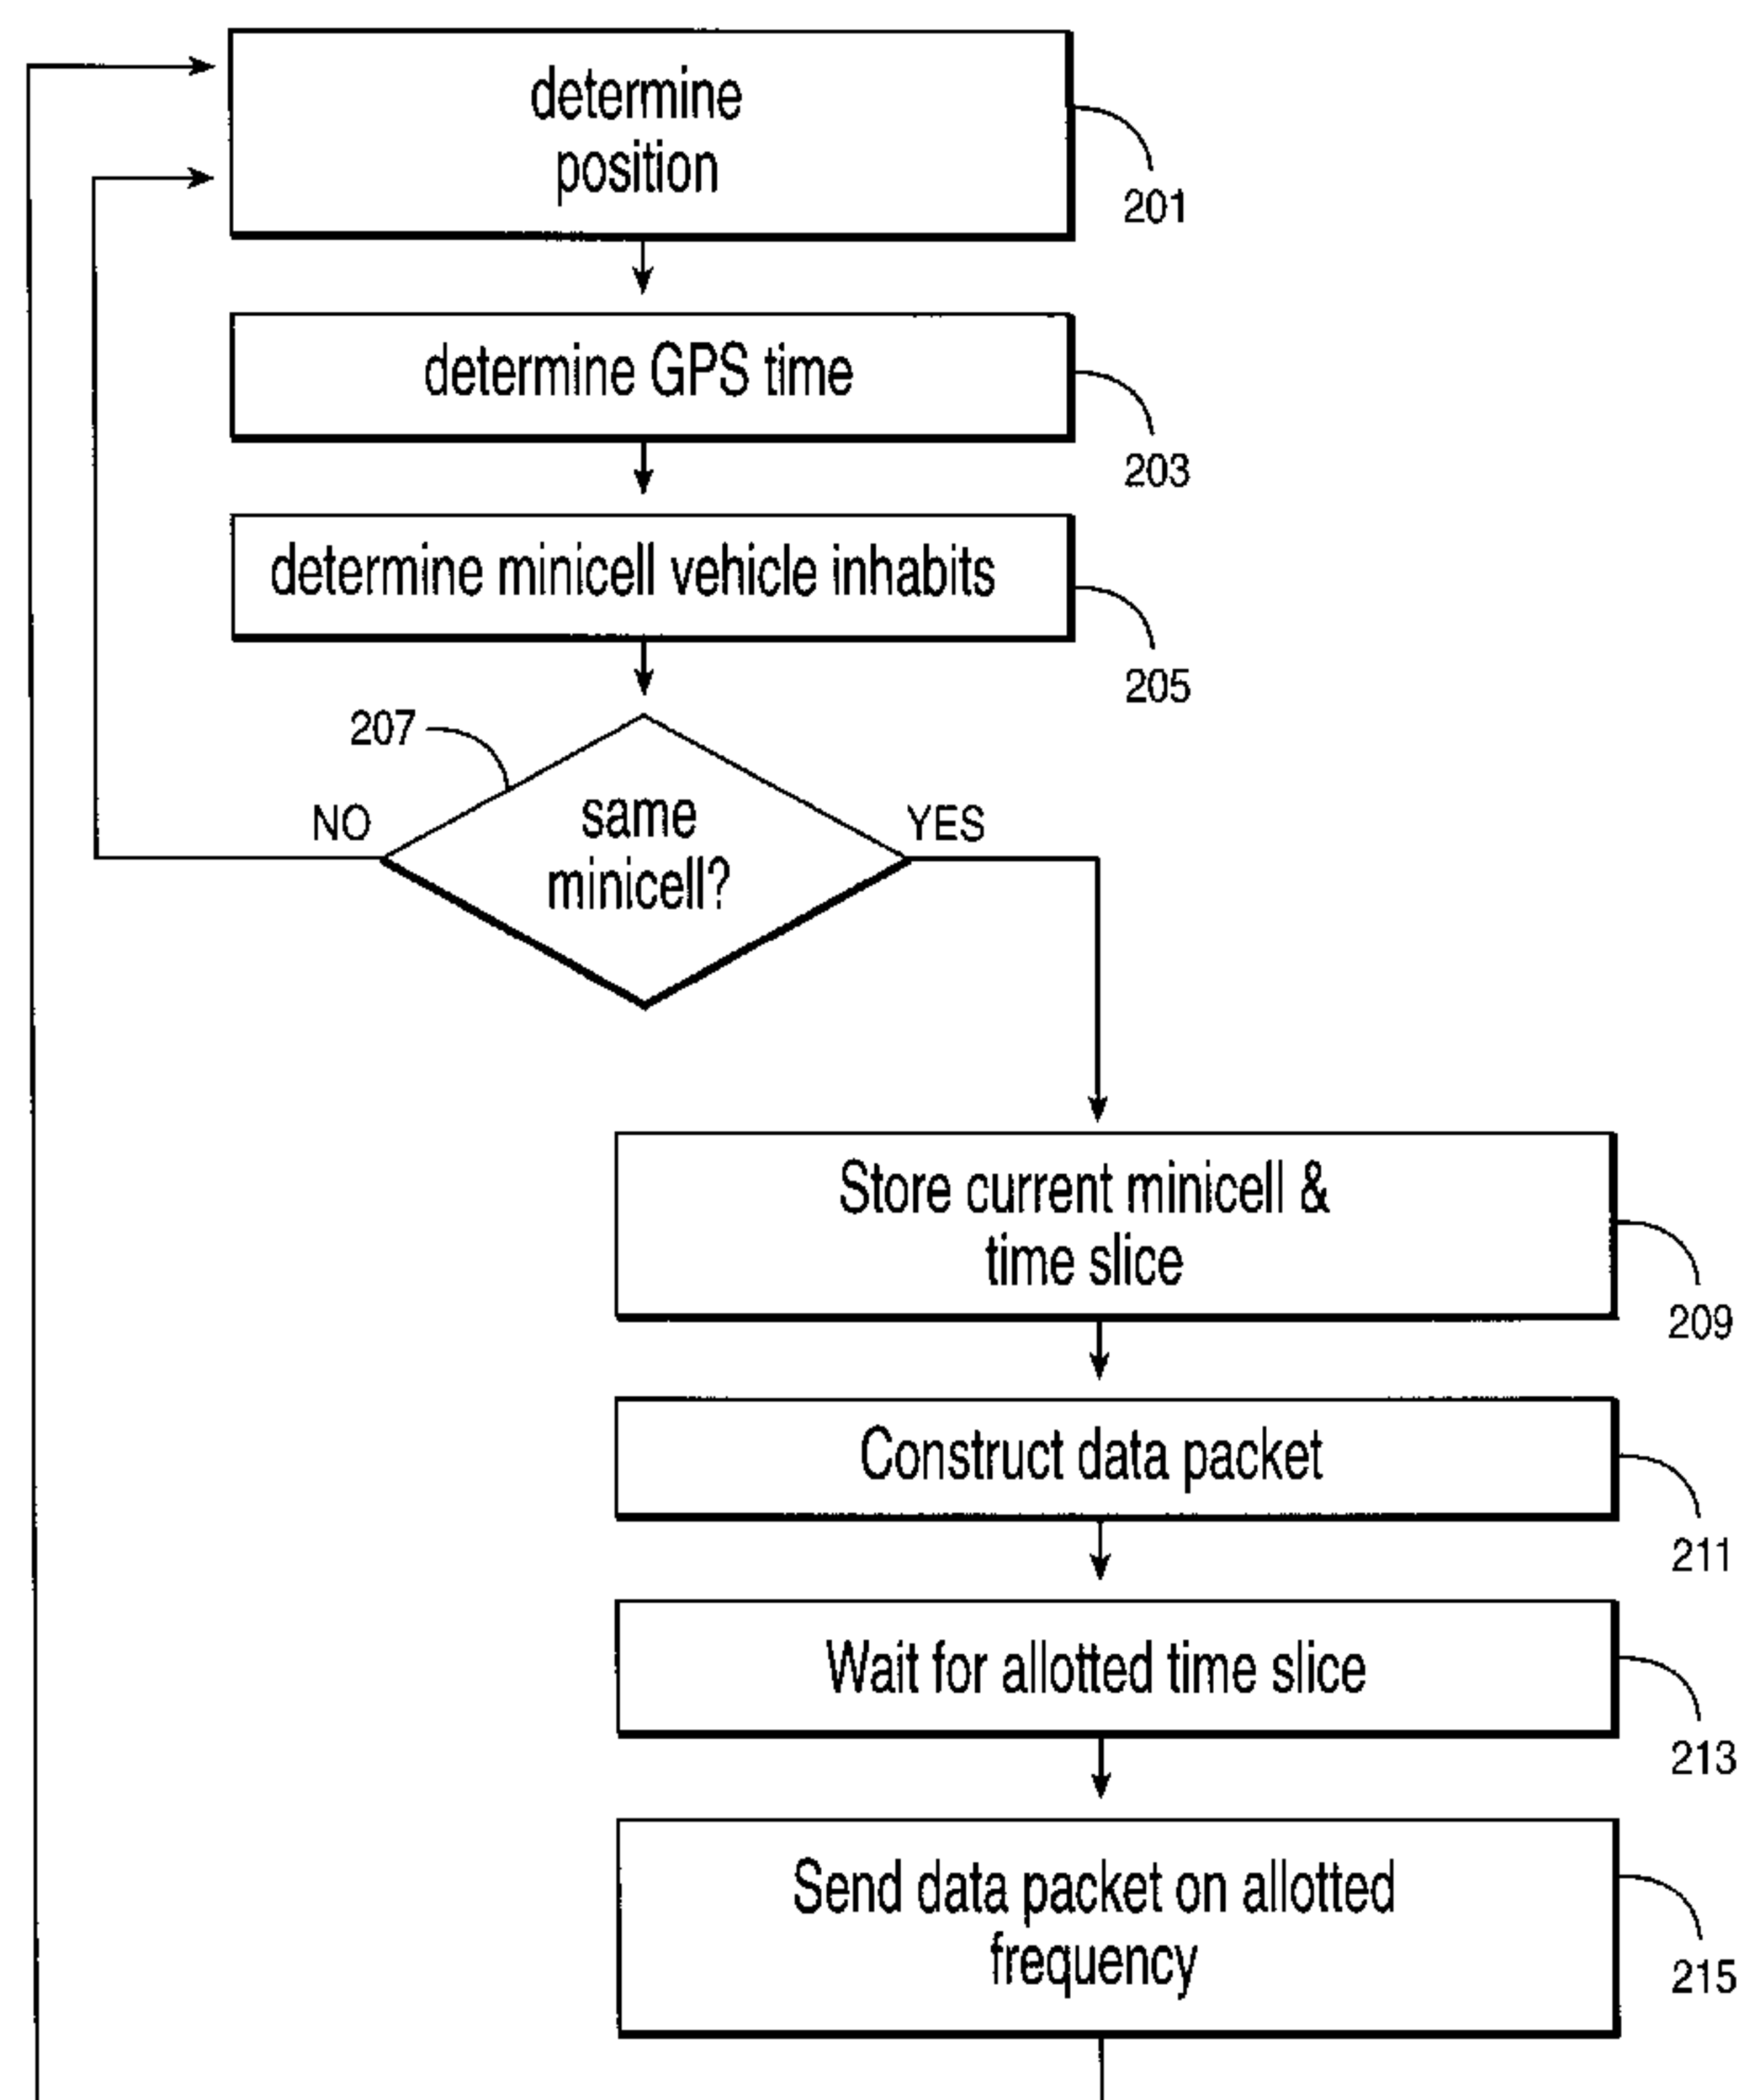 determine
position
201
determine GPS time
203
determine minicell vehicle inhabits
205
207
NO
same
minicell?
YES
Store current minicell &
time slice
209
Construct data packet
211
Wait for allotted time slice
213
Send data packet on allotted
frequency
215